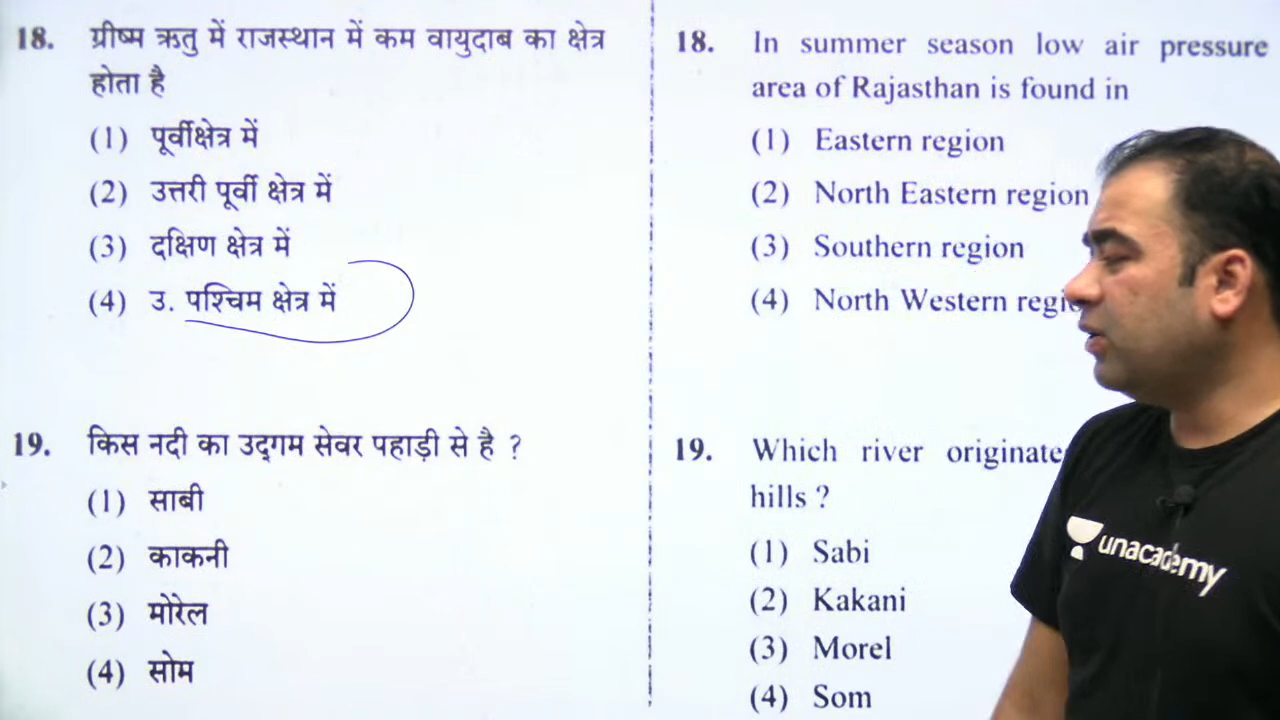 18. ग्रीष्म ऋतु में राजस्थान में कम वायुदाब का क्षेत्र
होता है
(1) पूर्वीक्षेत्र में
(2) उत्तरी पूर्वी क्षेत्र में
(3) दक्षिण क्षेत्र में
(4) उ. पश्चिम क्षेत्र में
19. किस नदी का उद्गम सेवर पहाड़ी से है ?
(1) साबी
(2) काकनी
(3) मोरेल
(4) सोम
18. In summer season low air pressure
area of Rajasthan is found in
(1) Eastern region
(2) North Eastern region
(3) Southern region
(4) North Western
19. Which river
hills ?
(1) Sabi
(2) Kakani
(3) Morel
(4) Som
unacademy